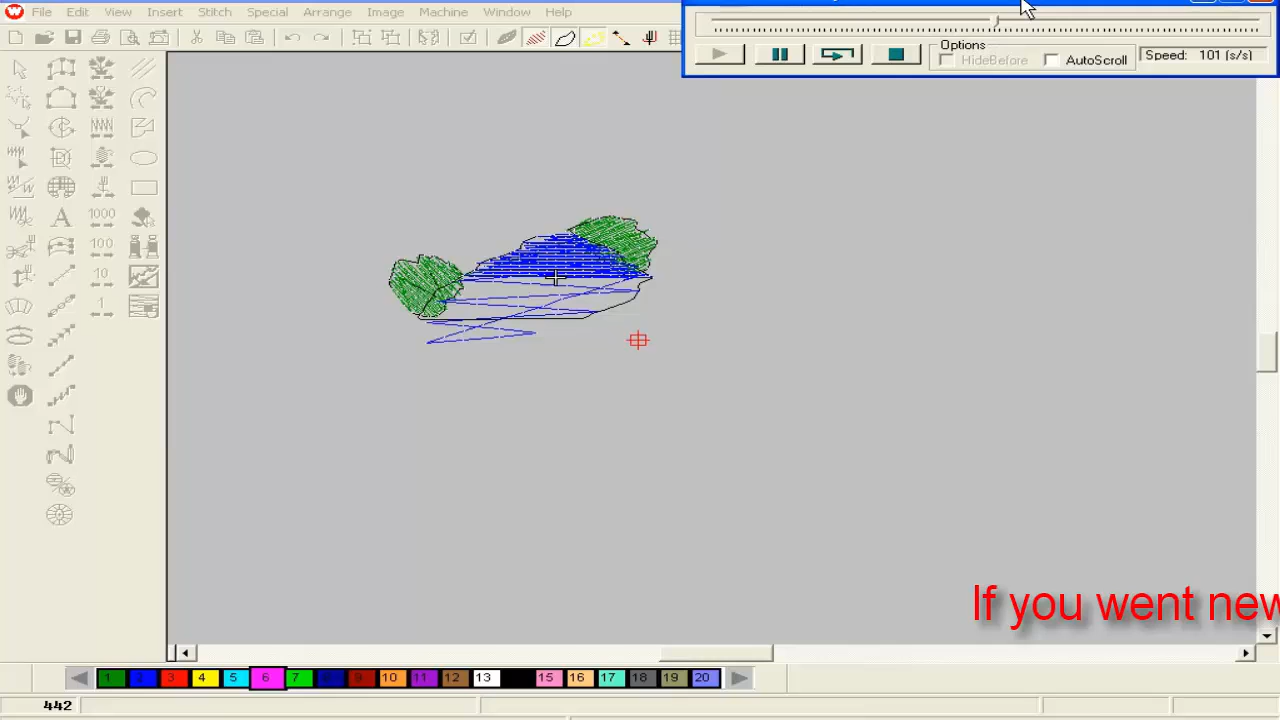 File Edit View Insert Stitch Special Arrange Image Machine Window Help
Options
HideBefore AutoScroll Speed: 101 (s/s)
1000
100
10
1
If you went new
1 2 3 4 5 6 7 8 9 10 11 12 13 15 16 17 18 19 20
442